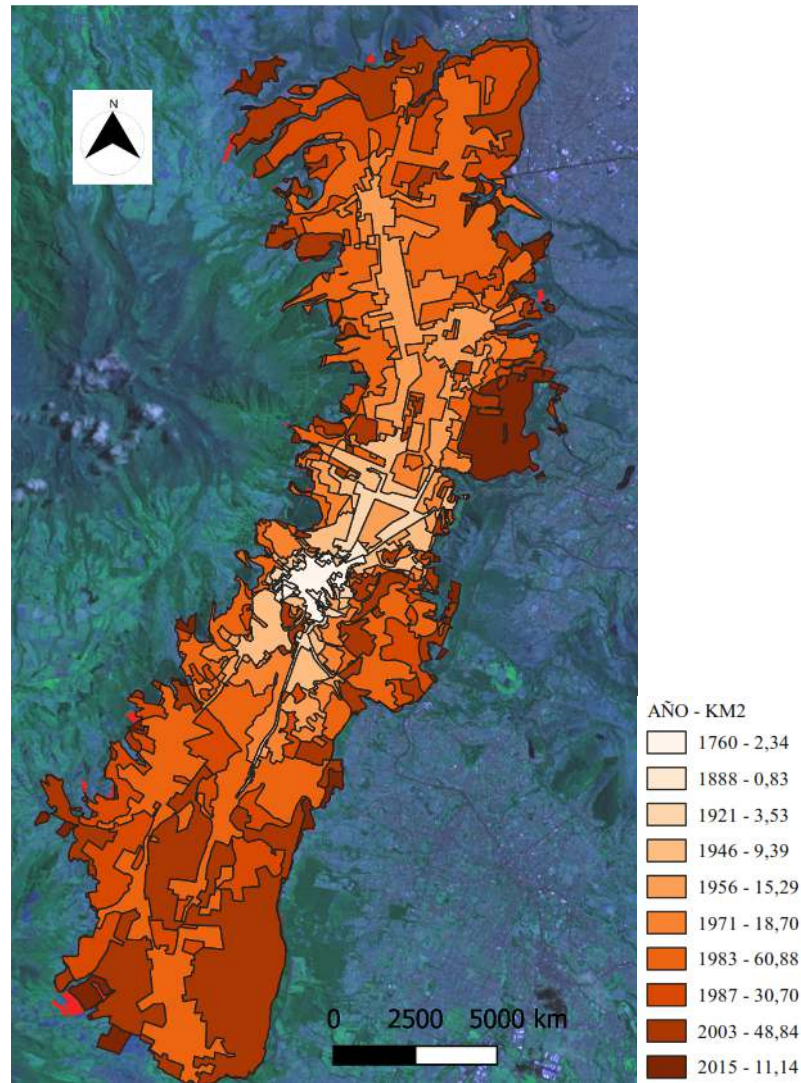 N
AÑO - KM2
1760 - 2,34
1888 - 0,83
1921 - 3,53
1946 - 9,39
1956 - 15,29
1971 - 18,70
1983 - 60,88
1987 - 30,70
2003 - 48,84
2015 - 11,14
0 2500 5000 km